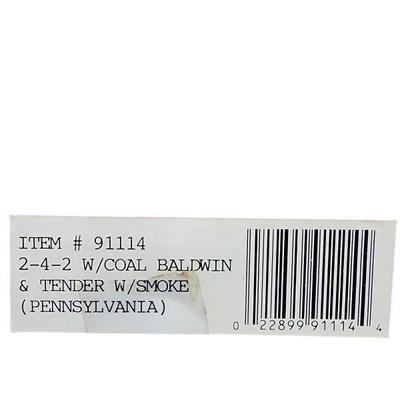 ITEM # 91114
2-4-2 W/COAL BALDWIN
& TENDER W/SMOKE
(PENNSYLVANIA)
0 22899 91114 4